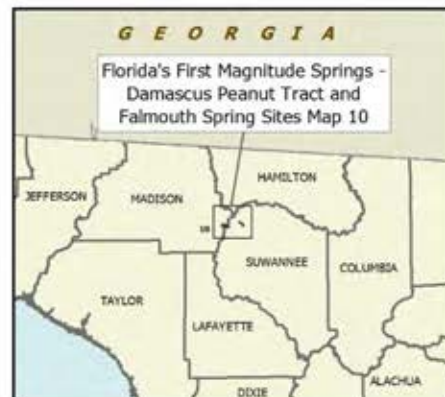 GEORGIA
Florida's First Magnitude Springs -
Damascus Peanut Tract and
Falmouth Spring Sites Map 10
HAMILTON
JEFFERSON
MADISON
SUWANNEE
COLUMBIA
TAYLOR
LAFAYETTE
ALACHUA
DIXIE